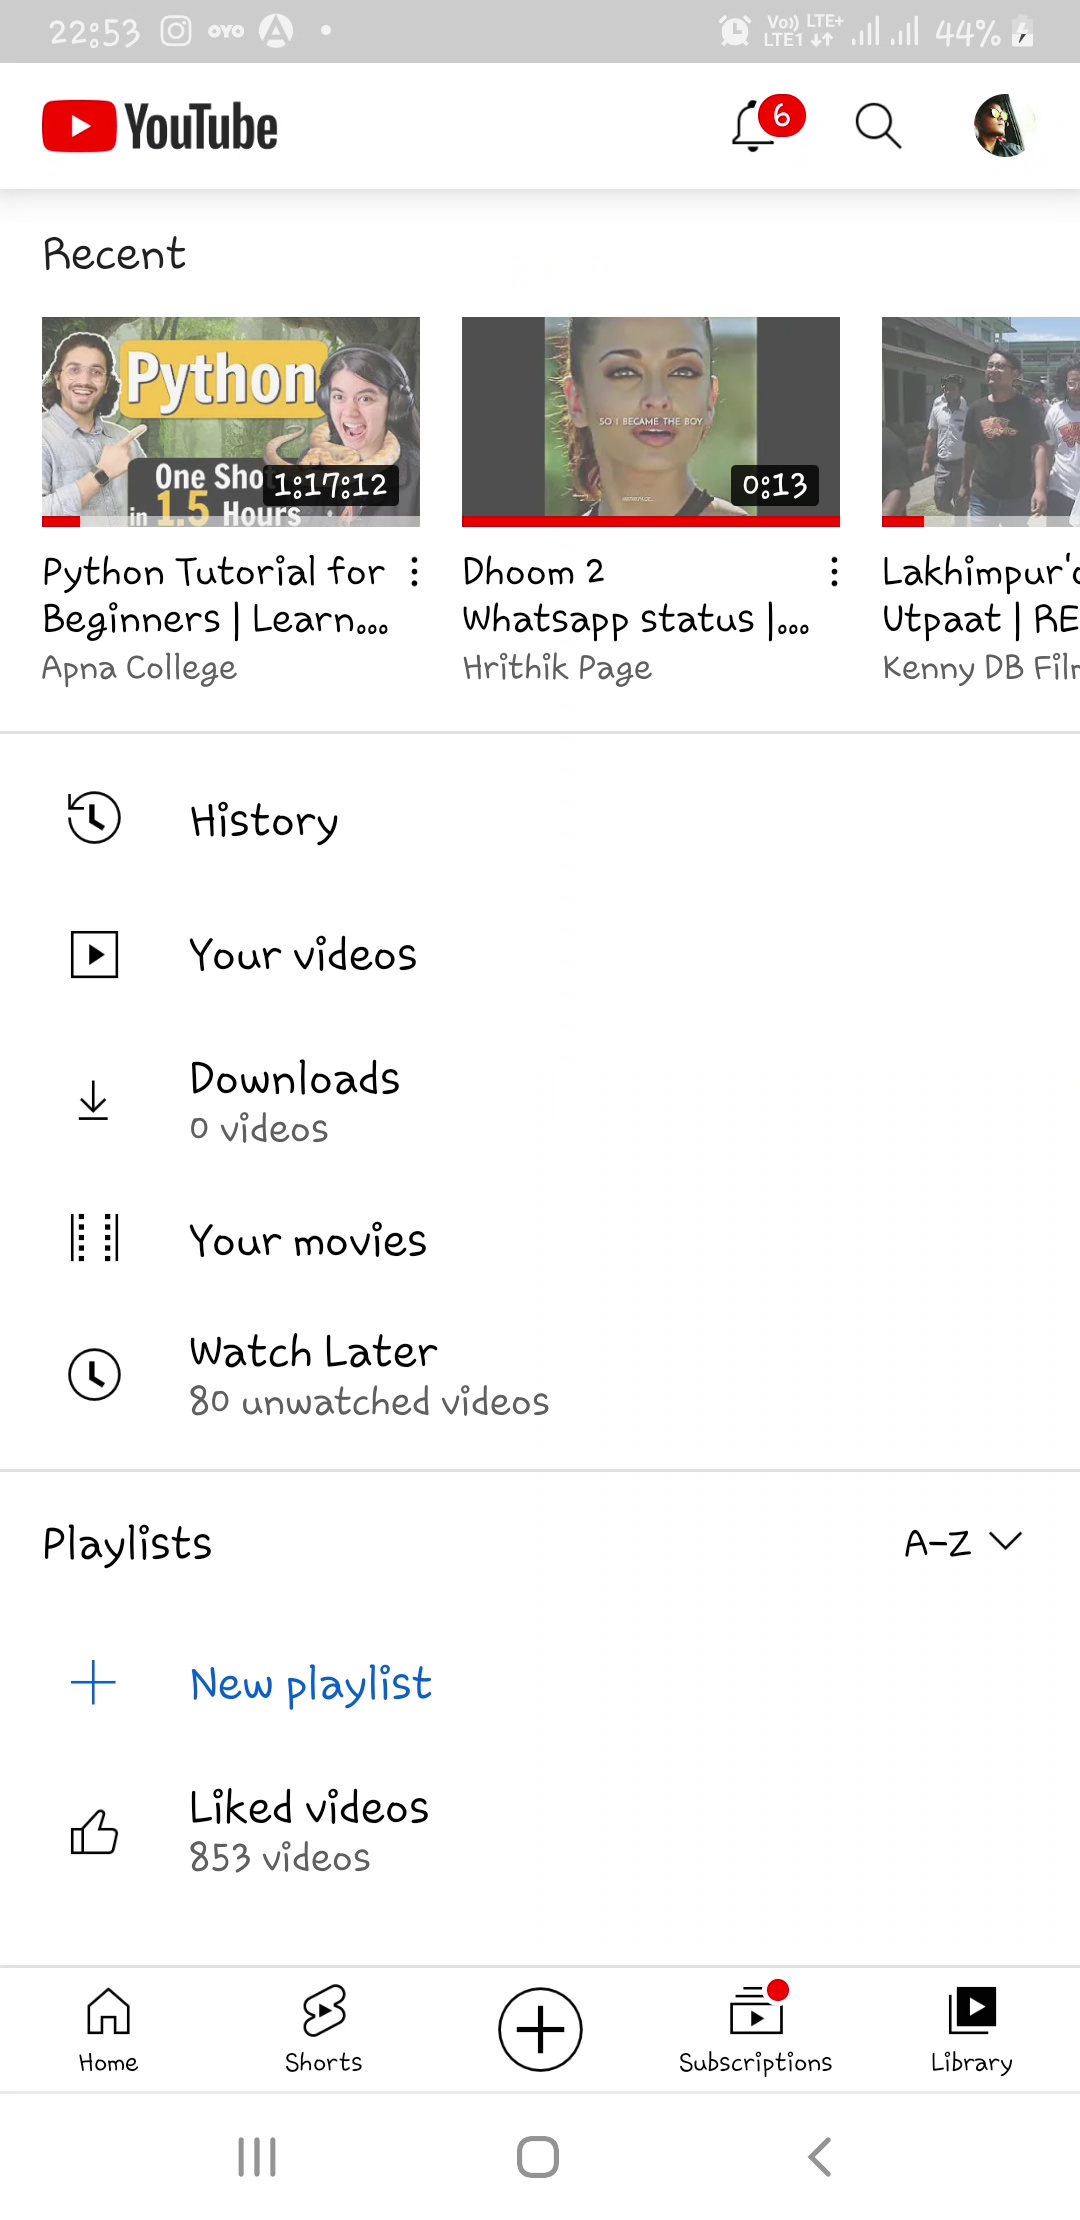 22:53 OYO Vo)) LTE+ LTE1 44%
YouTube 6
Recent
Python
One Sho
in 1.5 Hours
1:17:12
SO I BECAME THE BOY
0:13
Python Tutorial for
Beginners | Learn...
Apna College
Dhoom 2
Whatsapp status |...
Hrithik Page
Lakhimpur'
Utpaat | RE
Kenny DB Fil
History
Your videos
Downloads
0 videos
Your movies
Watch Later
80 unwatched videos
Playlists A-Z
New playlist
Liked videos
853 videos
Home Shorts Subscriptions Library